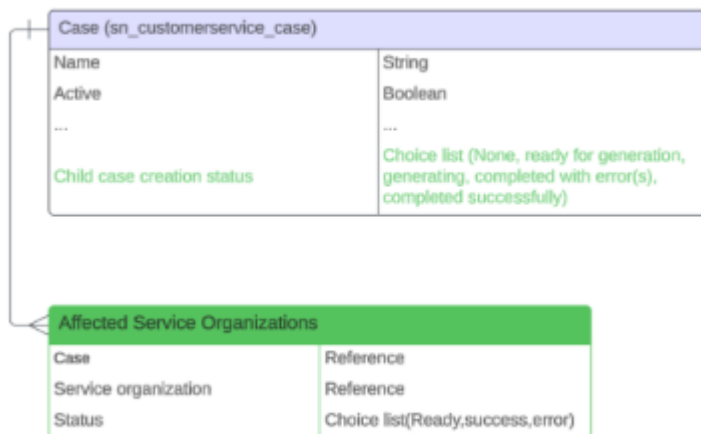 Case (sn_customerservice_case)
Name String
Active Boolean
... ...
Child case creation status Choice list (None, ready for generation,
generating, completed with error(s),
completed successfully)
Affected Service Organizations
Case Reference
Service organization Reference
Status Choice list(Ready,success,error)